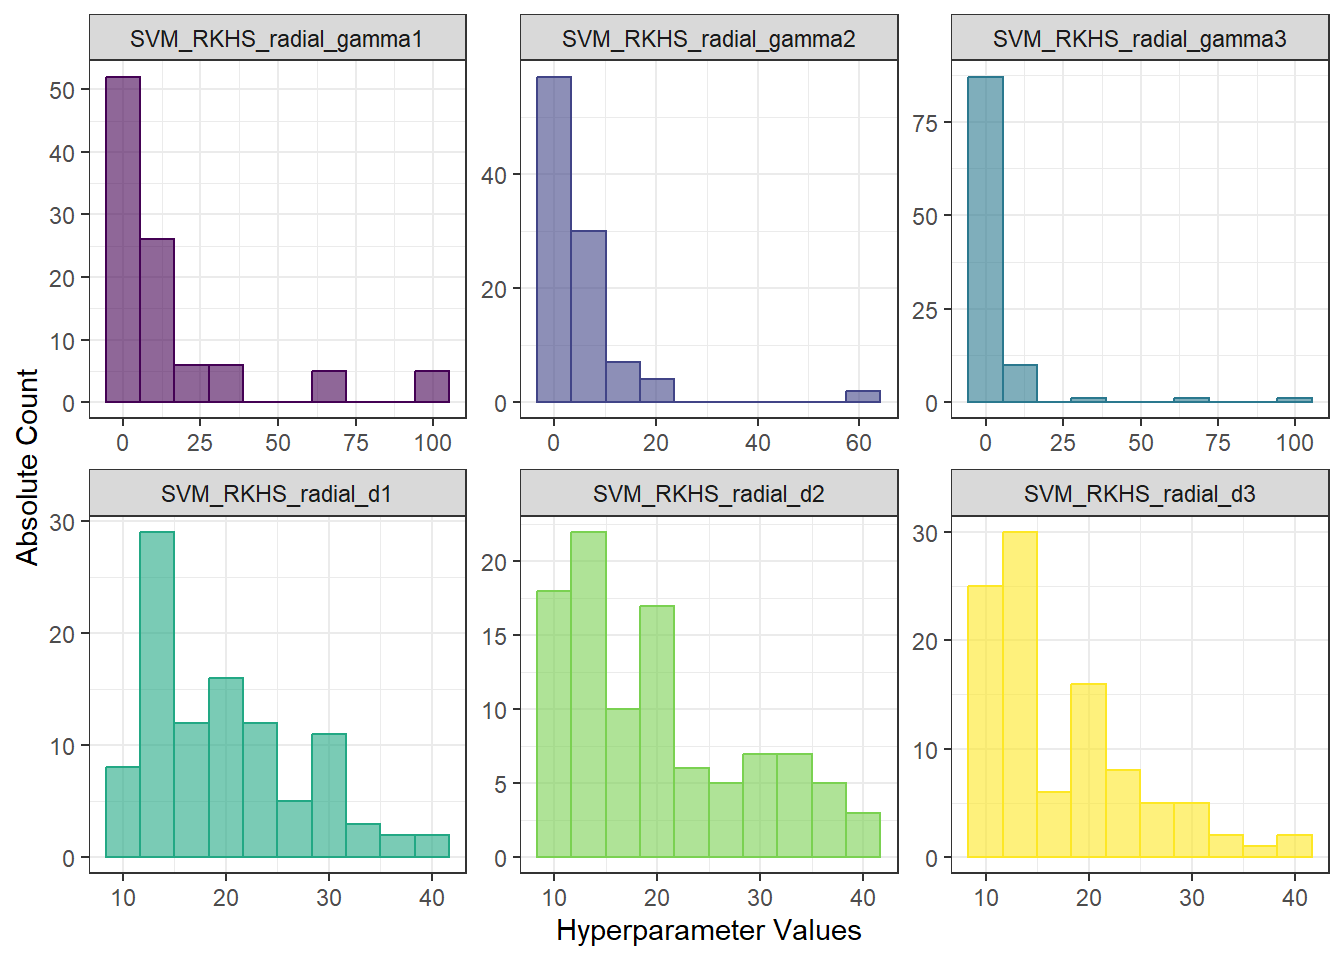 SVM_RKHS_radial_gamma1 SVM_RKHS_radial_gamma2 SVM_RKHS_radial_gamma3
50
40
30
20
10
0
40
20
0
75
50
25
0
0 25 50 75 100
0 20 40 60
0 25 50 75 100
Absolute Count
SVM_RKHS_radial_d1 SVM_RKHS_radial_d2 SVM_RKHS_radial_d3
30
20
10
0
20
15
10
5
0
30
20
10
0
10 20 30 40
10 20 30 40
10 20 30 40
Hyperparameter Values